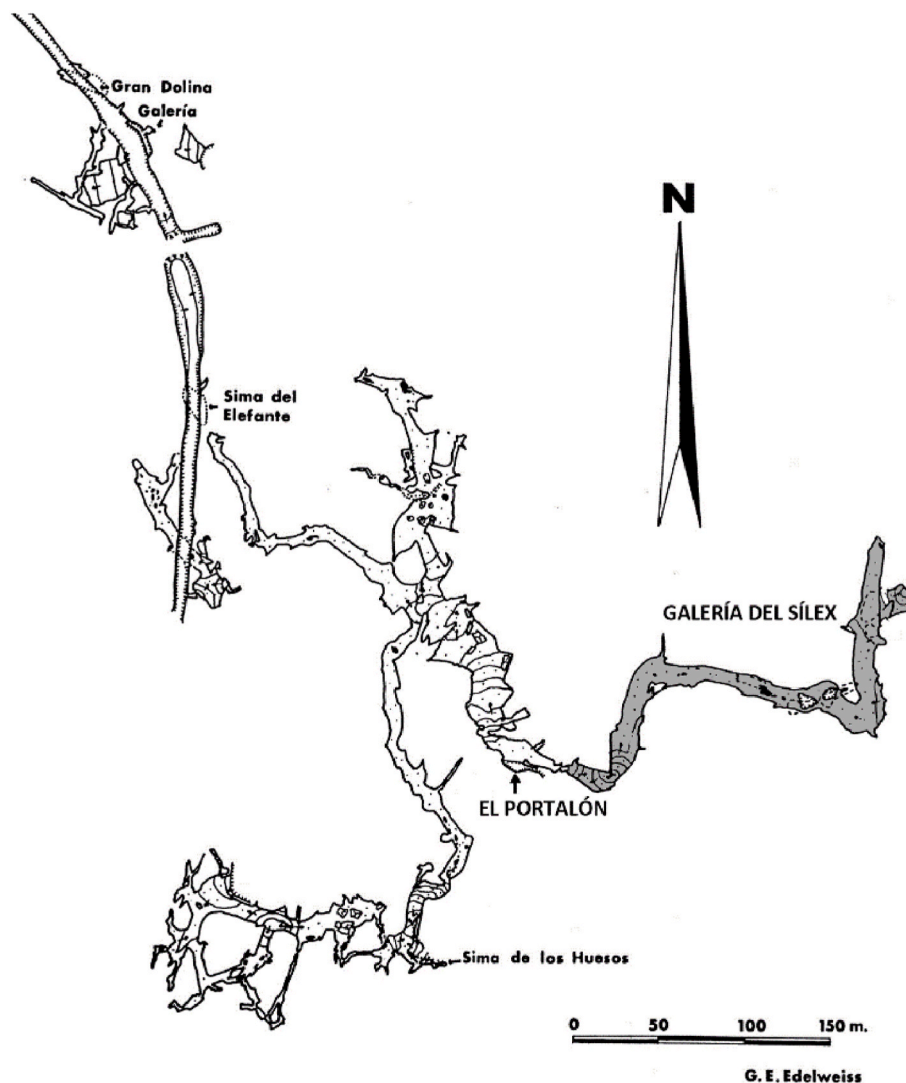 Gran Dolina
Galería
N
Sima del
Elefante
GALERÍA DEL SÍLEX
EL PORTALÓN
Sima de los Huesos
0 50 100 150 m.
G. E. Edelweiss